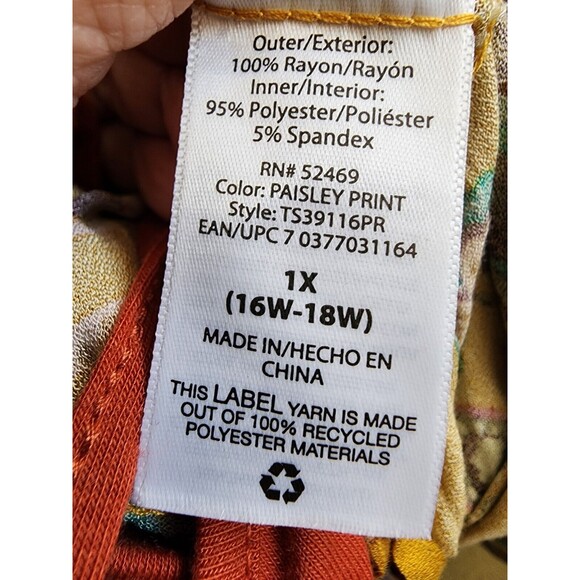 Outer/Exterior:
100% Rayon/Rayón
Inner/Interior:
95% Polyester/Poliéster
5% Spandex
RN# 52469
Color: PAISLEY PRINT
Style: TS39116PR
EAN/UPC 7 0377031164
1X
(16W-18W)
MADE IN/HECHO EN
CHINA
THIS LABEL YARN IS MADE
OUT OF 100% RECYCLED
POLYESTER MATERIALS